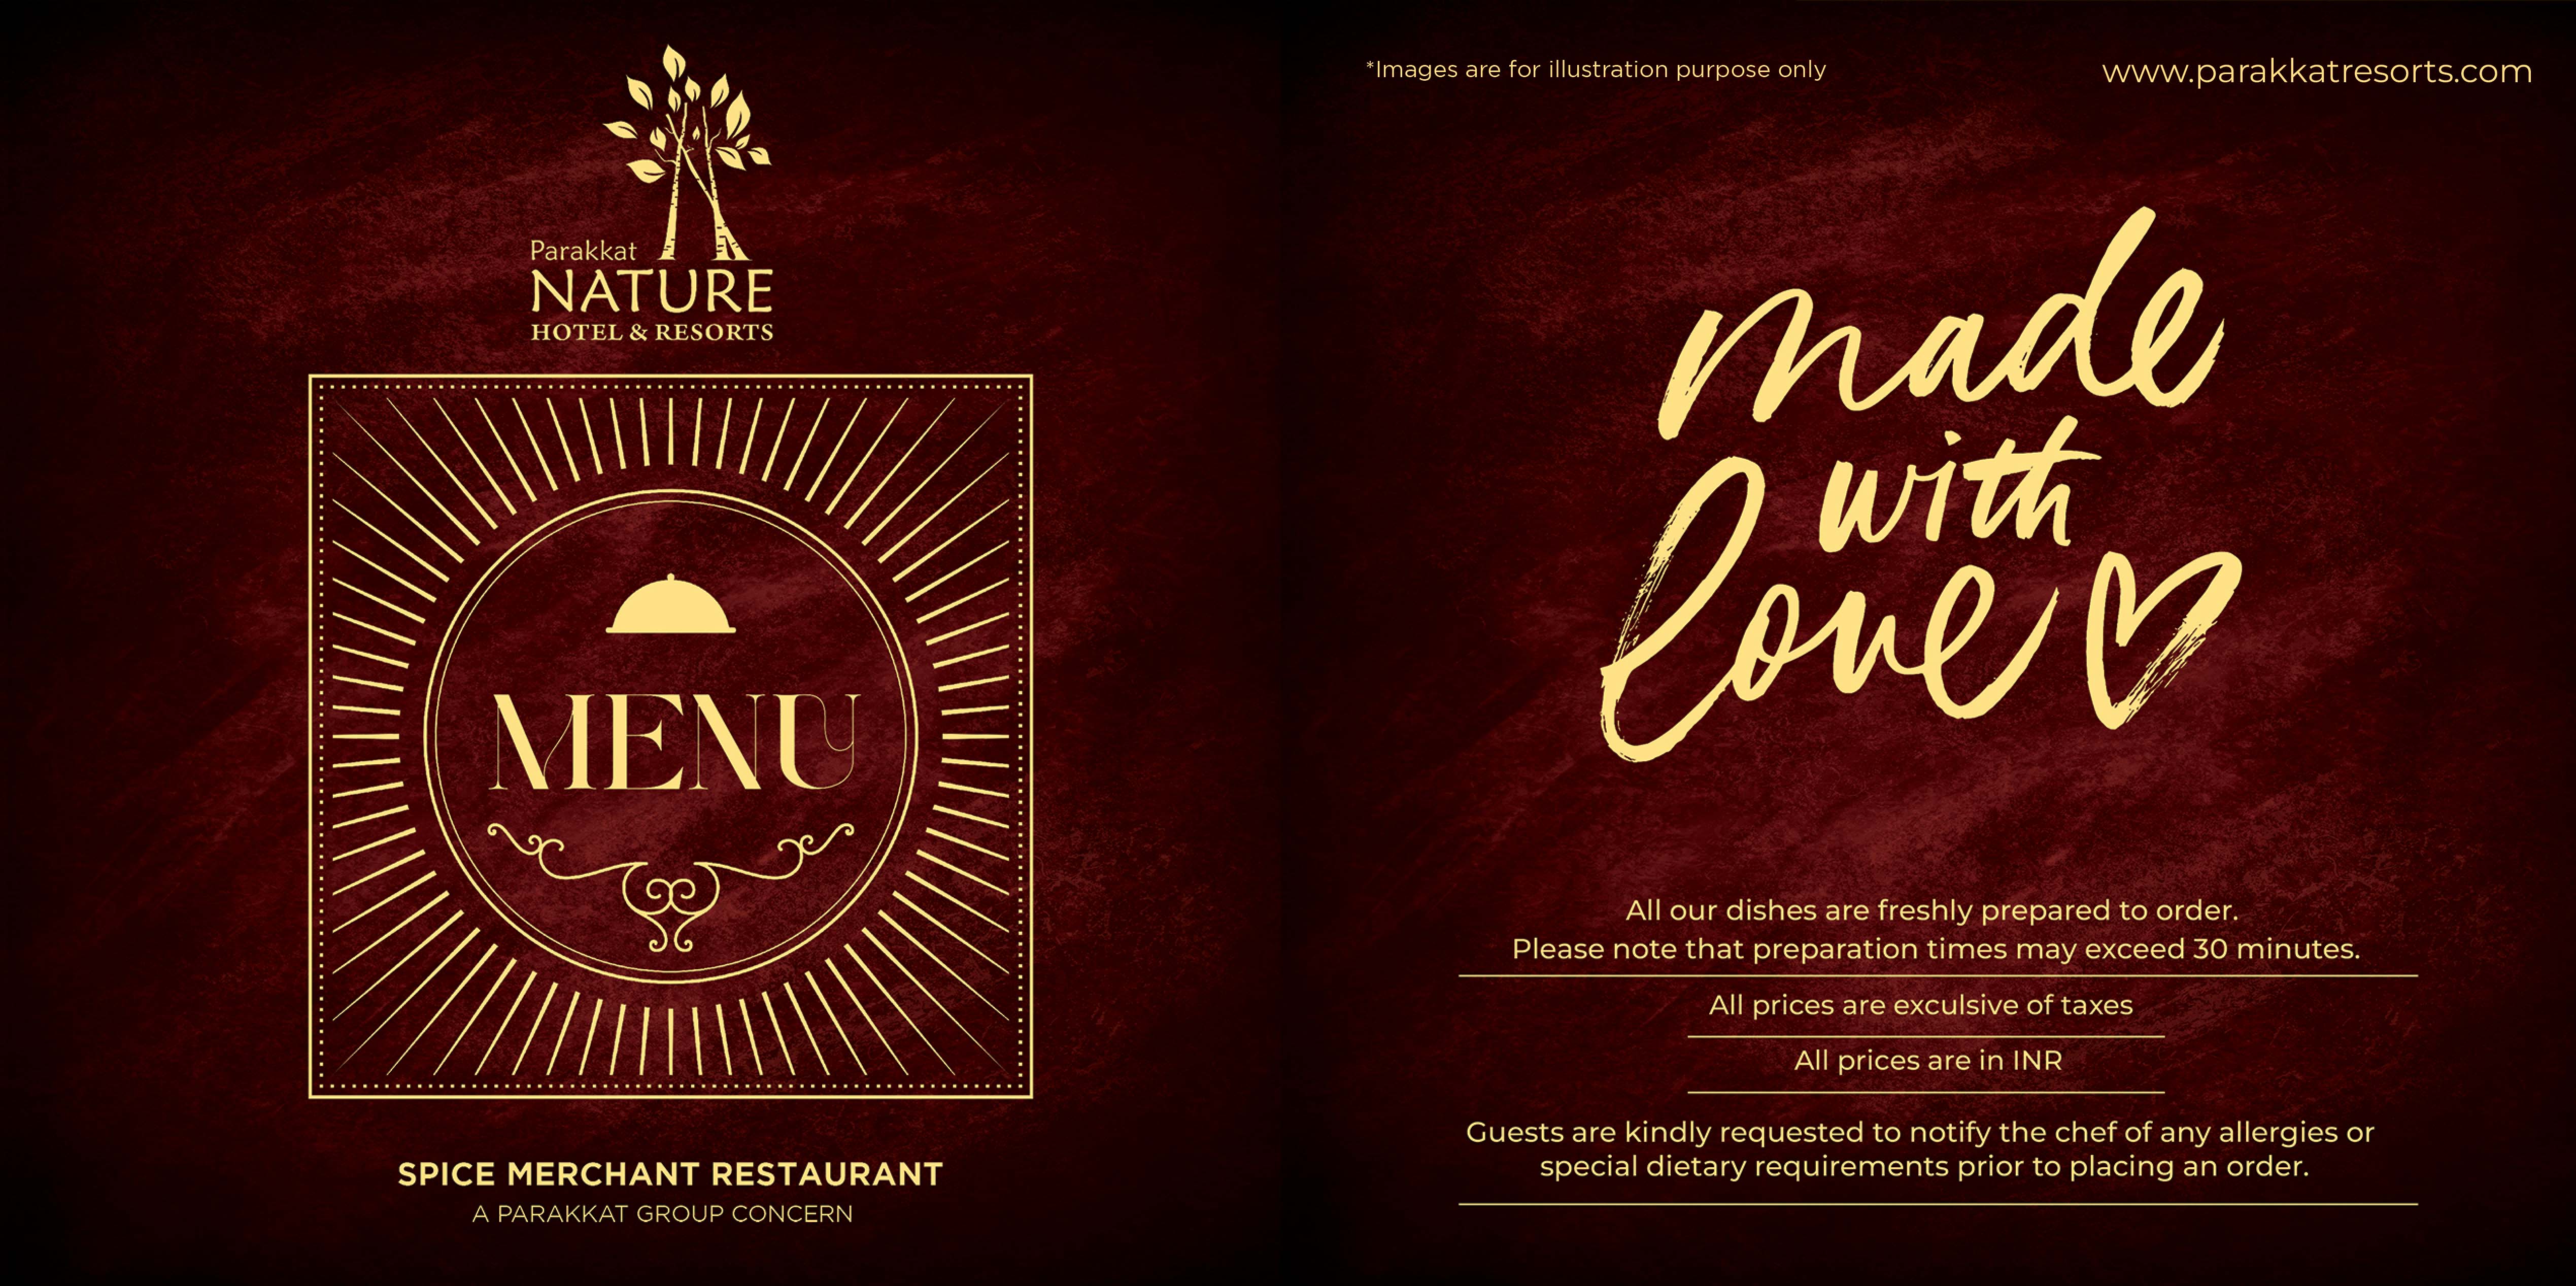 Parakkat
NATURE
HOTEL & RESORTS
MENU
SPICE MERCHANT RESTAURANT
A PARAKKAT GROUP CONCERN
*Images are for illustration purpose only
www.parakkatresorts.com
made
with
love
All our dishes are freshly prepared to order.
Please note that preparation times may exceed 30 minutes.
All prices are exculsive of taxes
All prices are in INR
Guests are kindly requested to notify the chef of any allergies or
special dietary requirements prior to placing an order.